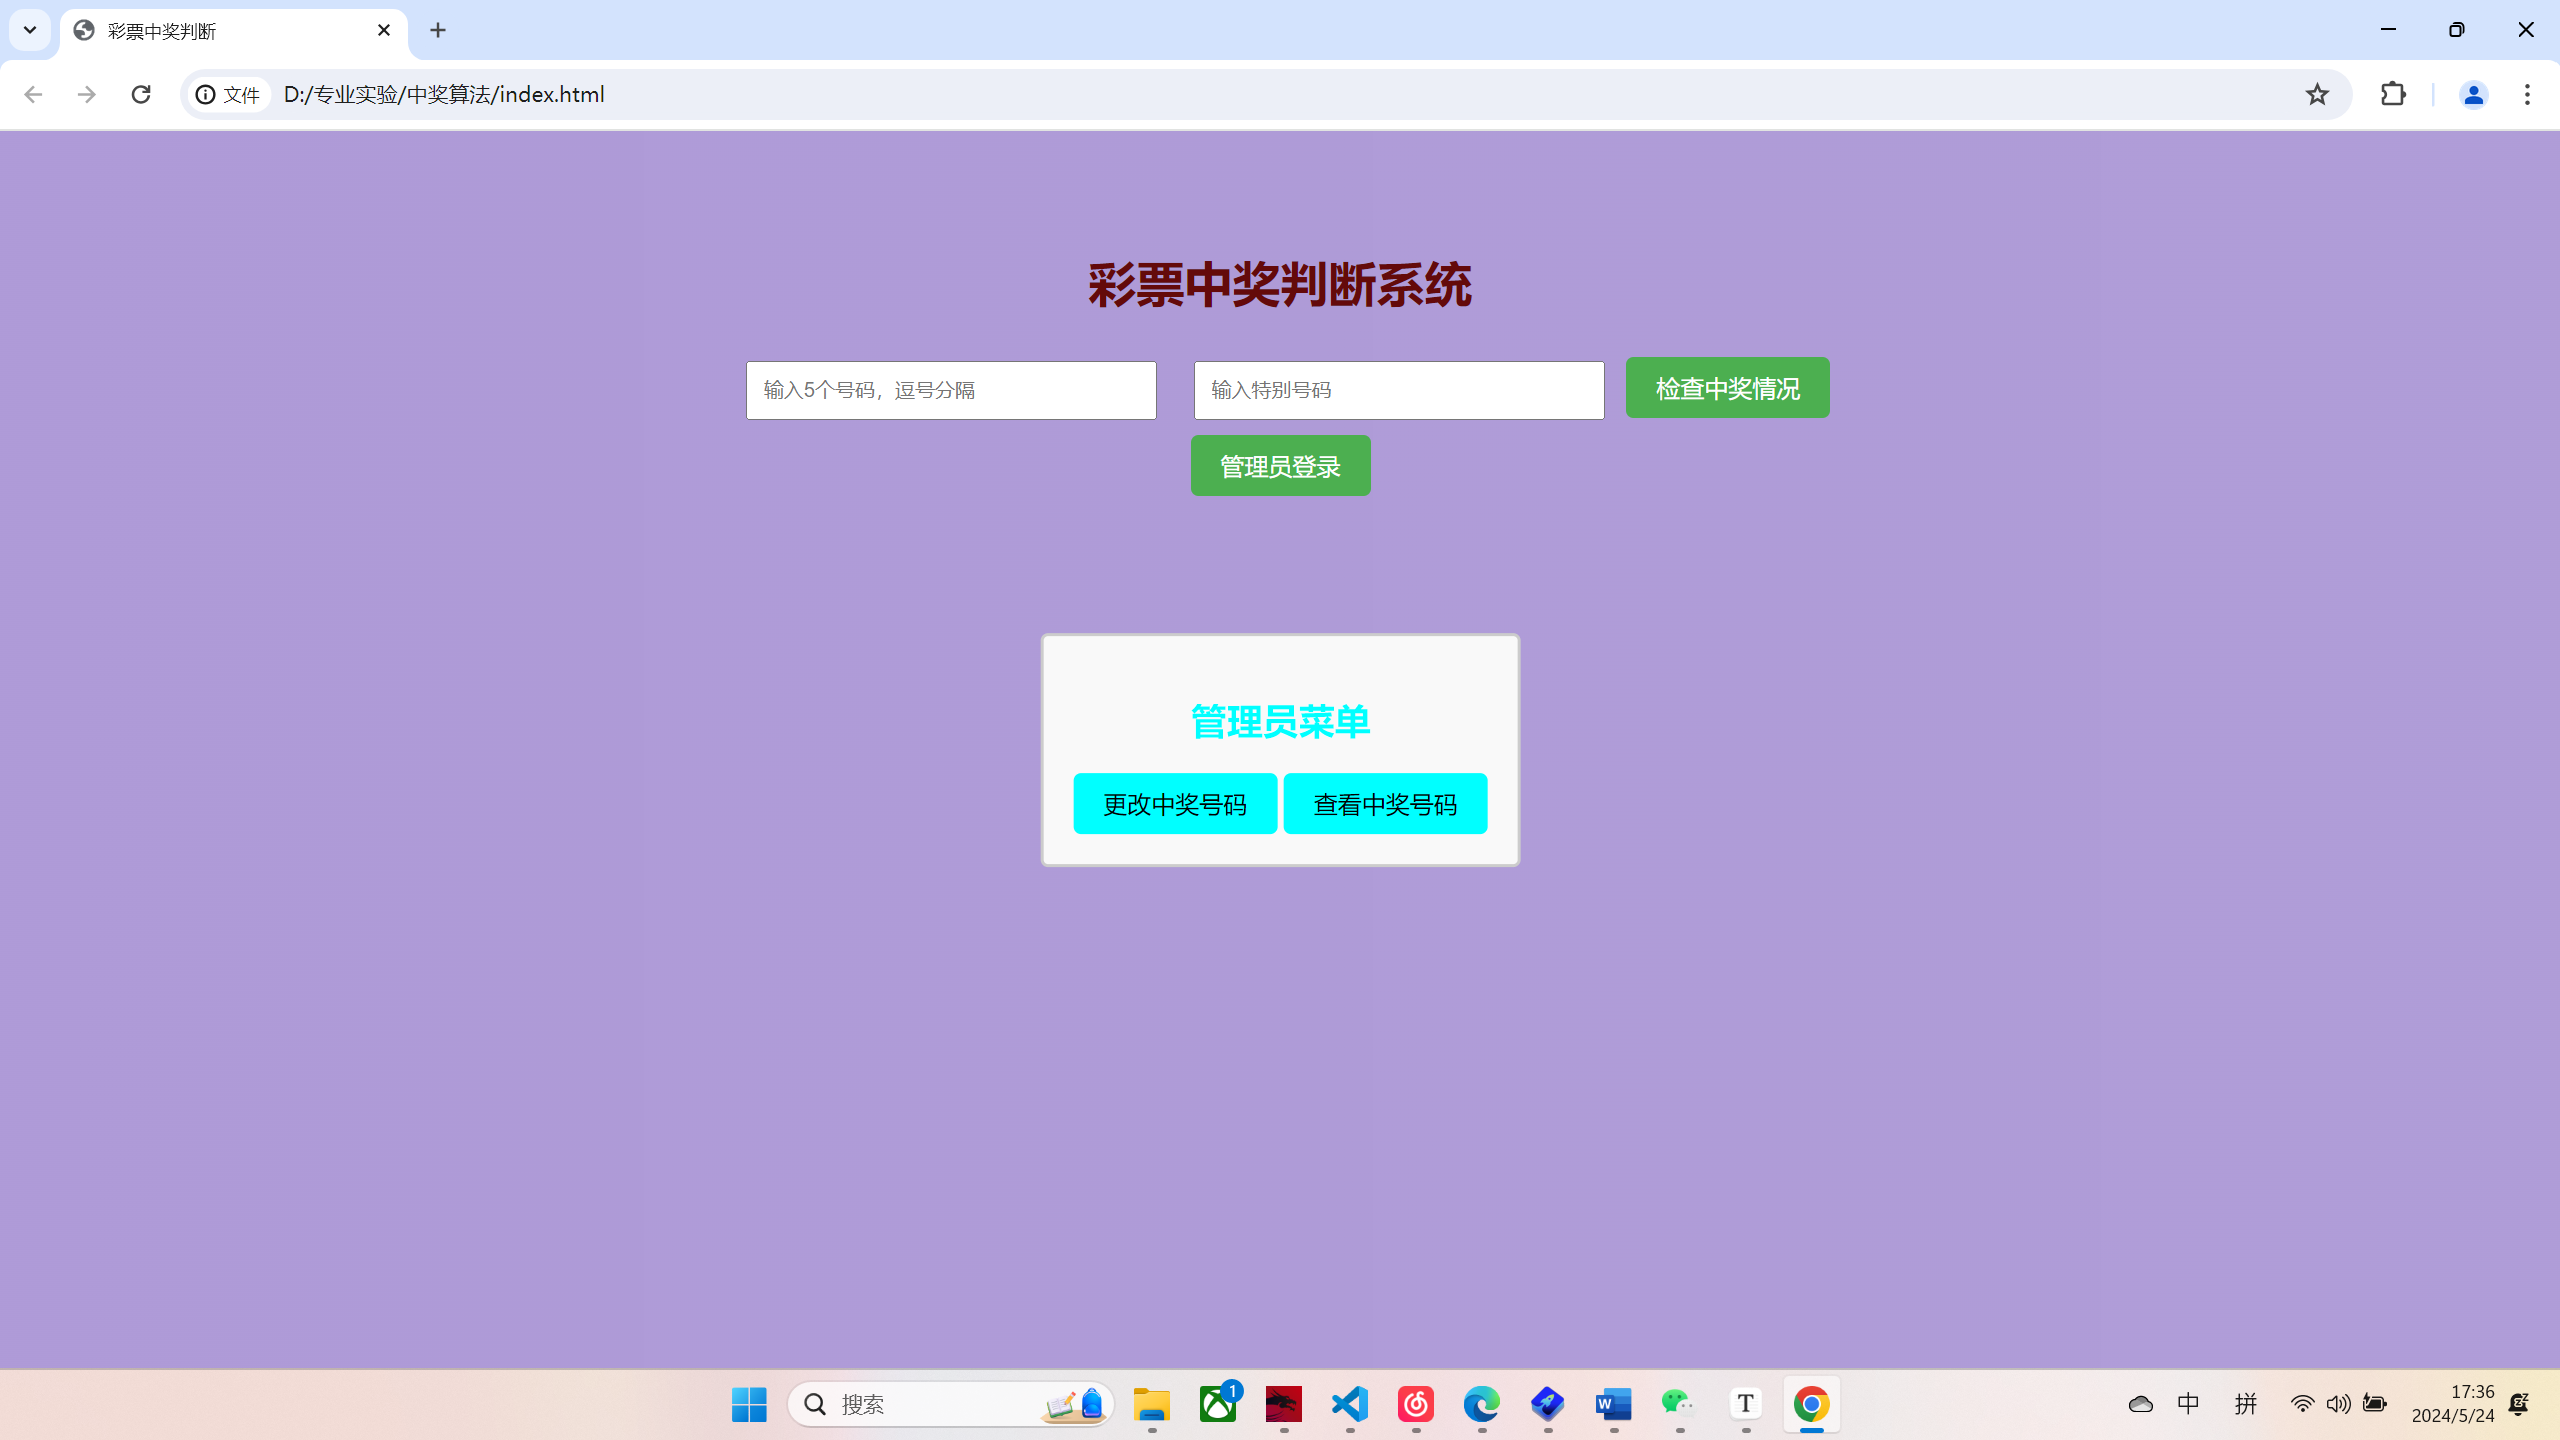 彩票中奖判断
文件 D:/专业实验/中奖算法/index.html
彩票中奖判断系统
输入5个号码，逗号分隔 输入特别号码 检查中奖情况
管理员登录
管理员菜单
更改中奖号码 查看中奖号码
搜索 1 W T 中 拼 17:36
2024/5/24